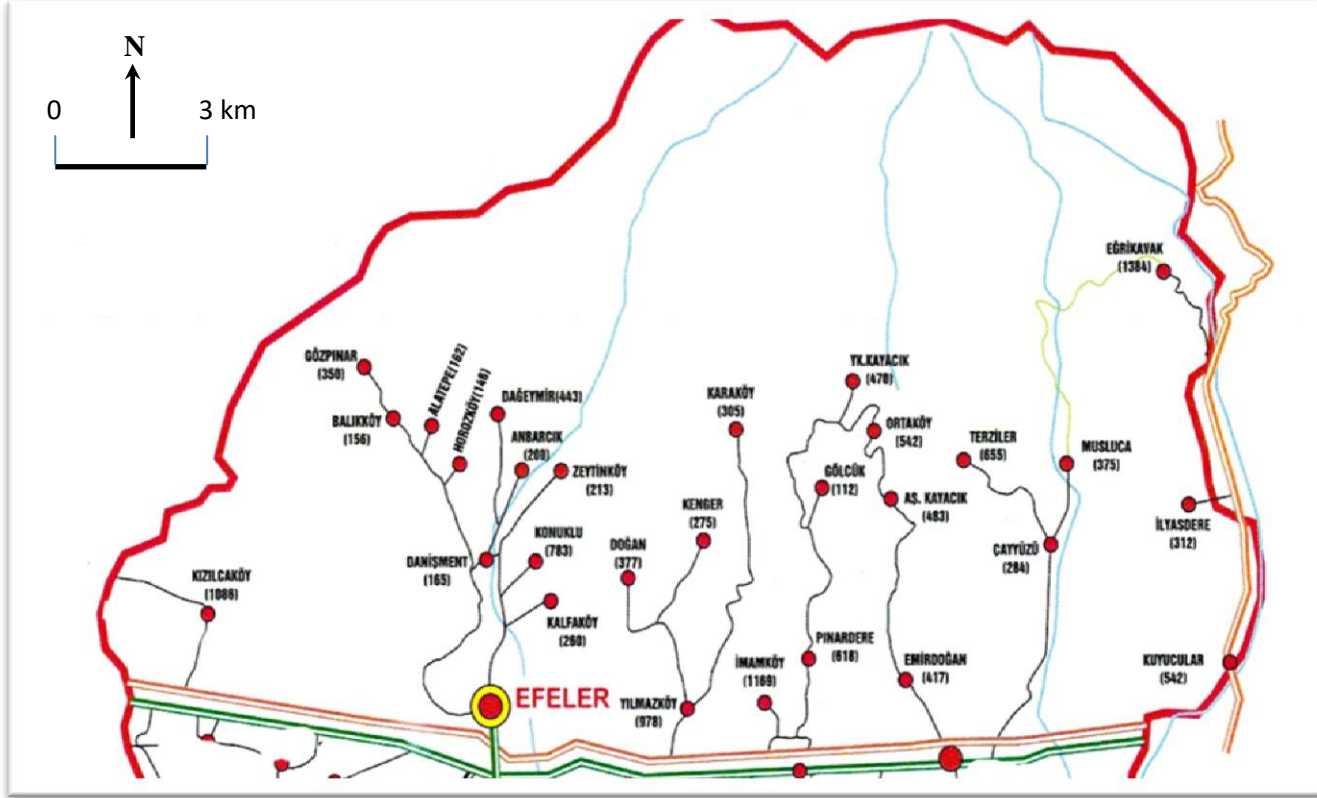 N
0 3 km
EĞRİKAVAK
(1384)
GÖZPINAR
(350)
ALATEPE(162)
HOROZKÖY(146)
BALIKKÖY
(156)
DAĞEYMİR(443)
ANBARCIK
(200)
ZEYTİNKÖY
(213)
KARAKÖY
(305)
YK.KAYACIK
(470)
ORTAKÖY
(542)
TERZİLER
(655)
MUSLUCA
(375)
GÖLCÜK
(112)
AŞ. KAYACIK
(483)
KENGER
(275)
İLYASDERE
(312)
KONUKLU
(783)
DOĞAN
(377)
DANİŞMENT
(165)
ÇAYYÜZÜ
(284)
KIZILCAKÖY
(1086)
KALFAKÖY
(260)
PINARDERE
(618)
İMAMKÖY
(1169)
EMİRDOĞAN
(417)
KUYUCULAR
(542)
EFELER
YILMAZKÖY
(978)